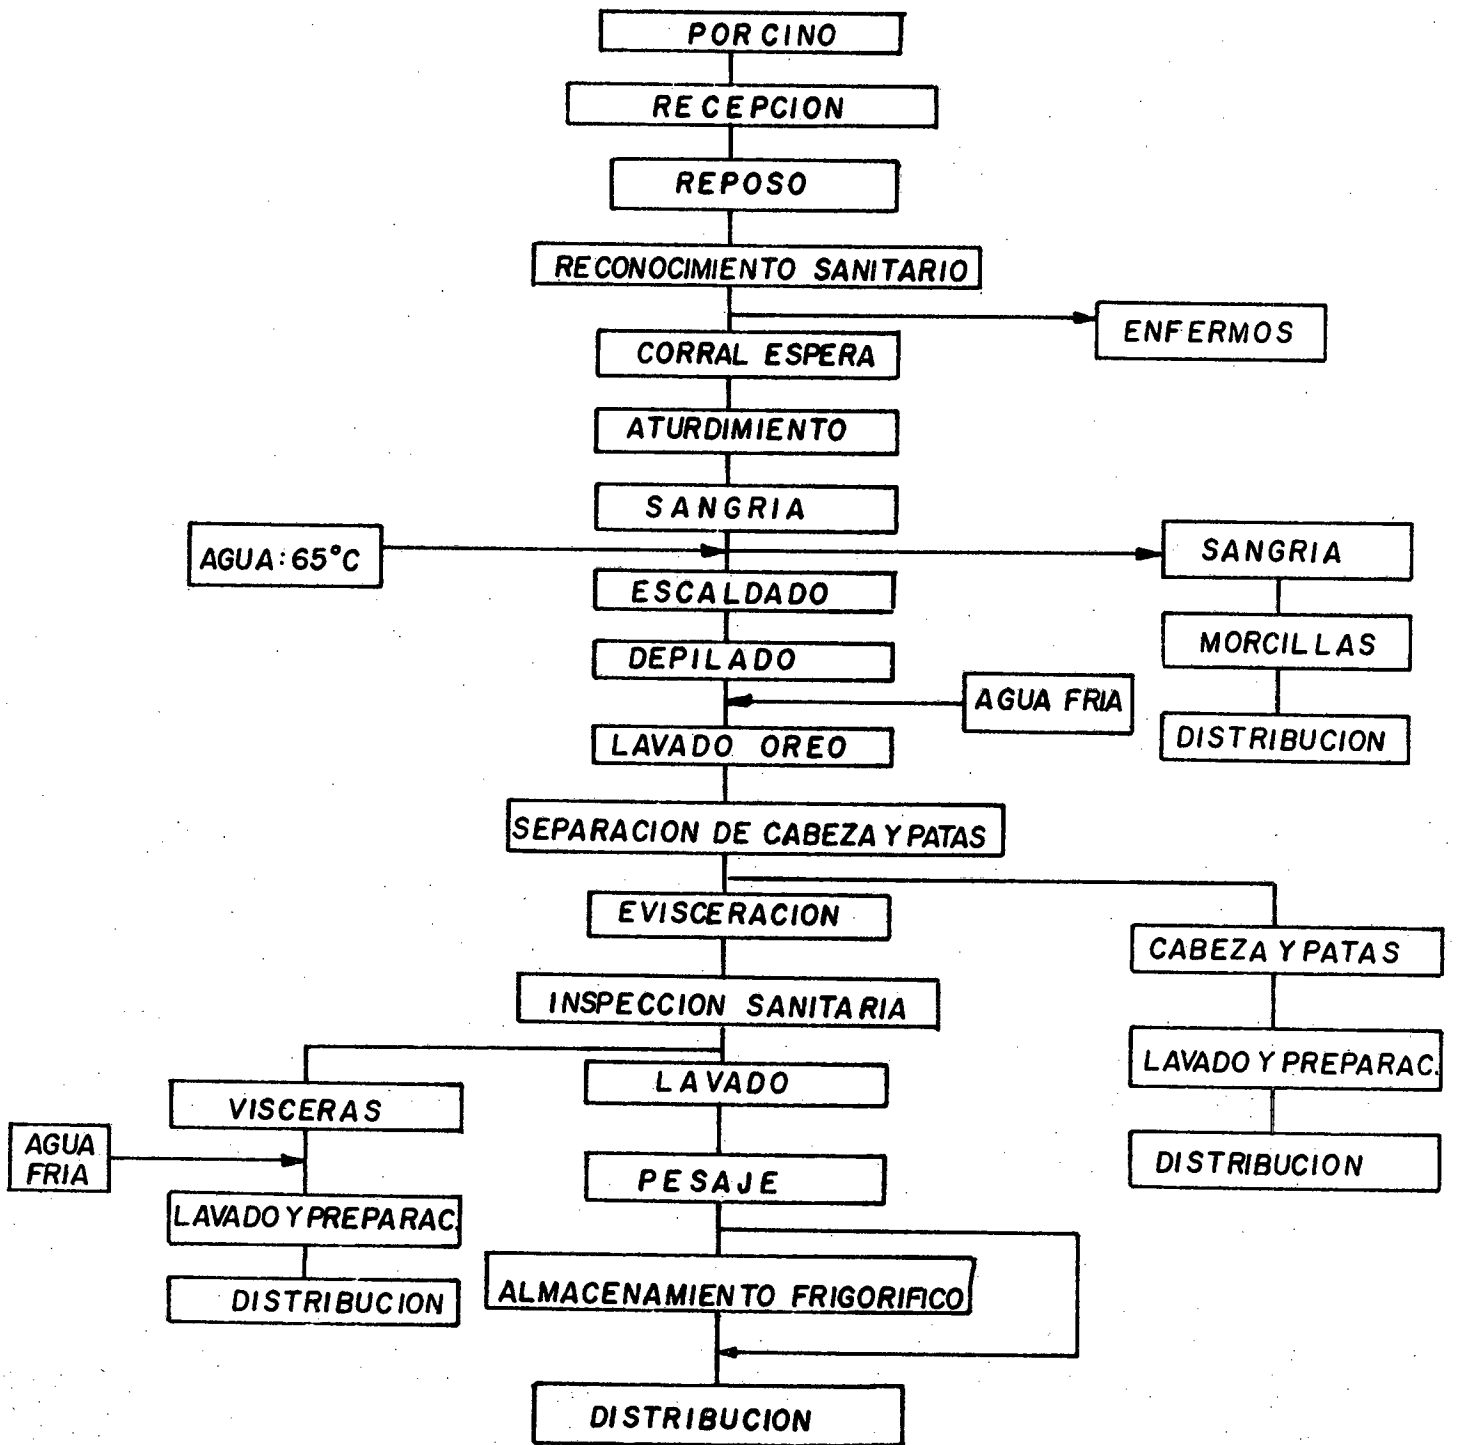 PORCINO
RECEPCION
REPOSO
RECONOCIMIENTO SANITARIO
ENFERMOS
CORRAL ESPERA
ATURDIMIENTO
SANGRIA
AGUA: 65°C
SANGRIA
ESCALDADO
MORCILLAS
DEPILADO
AGUA FRIA
DISTRIBUCION
LAVADO OREO
SEPARACION DE CABEZA Y PATAS
EVISCERACION
CABEZA Y PATAS
INSPECCION SANITARIA
LAVADO Y PREPARAC.
LAVADO
VISCERAS
AGUA
FRIA
DISTRIBUCION
PESAJE
LAVADO Y PREPARAC.
ALMACENAMIENTO FRIGORIFICO
DISTRIBUCION
DISTRIBUCION